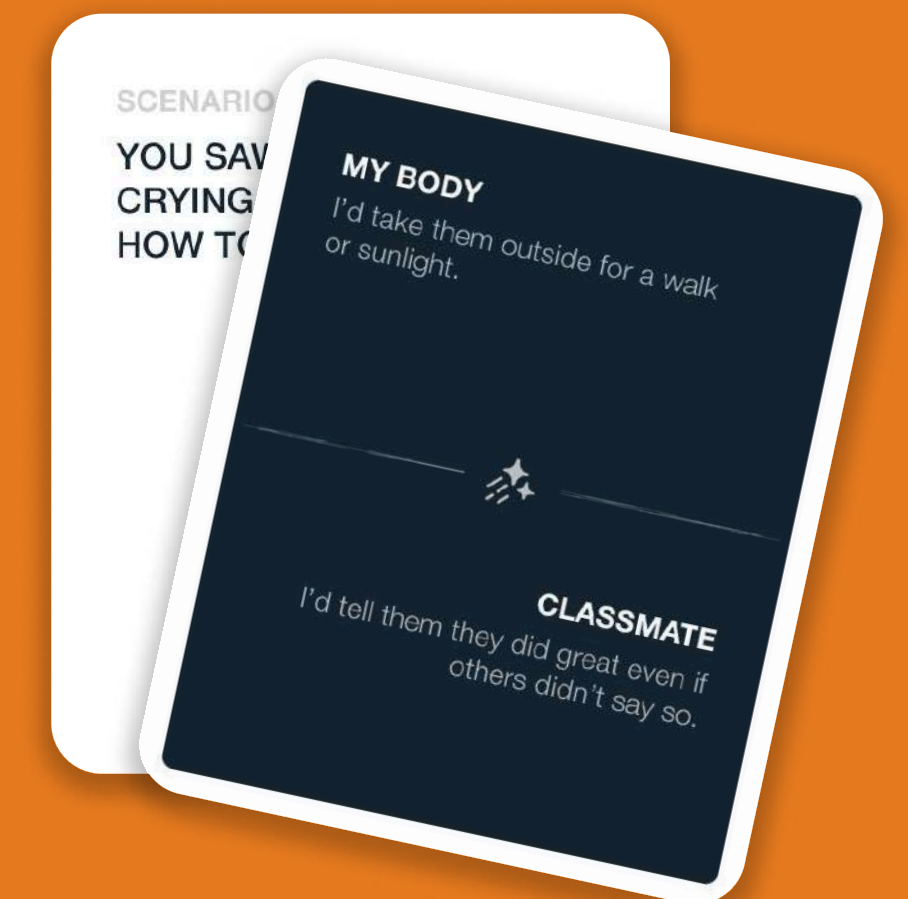 SCENARIO
YOU SAW
CRYING
HOW TO
MY BODY
I'd take them outside for a walk
or sunlight.
CLASSMATE
I'd tell them they did great even if
others didn't say so.